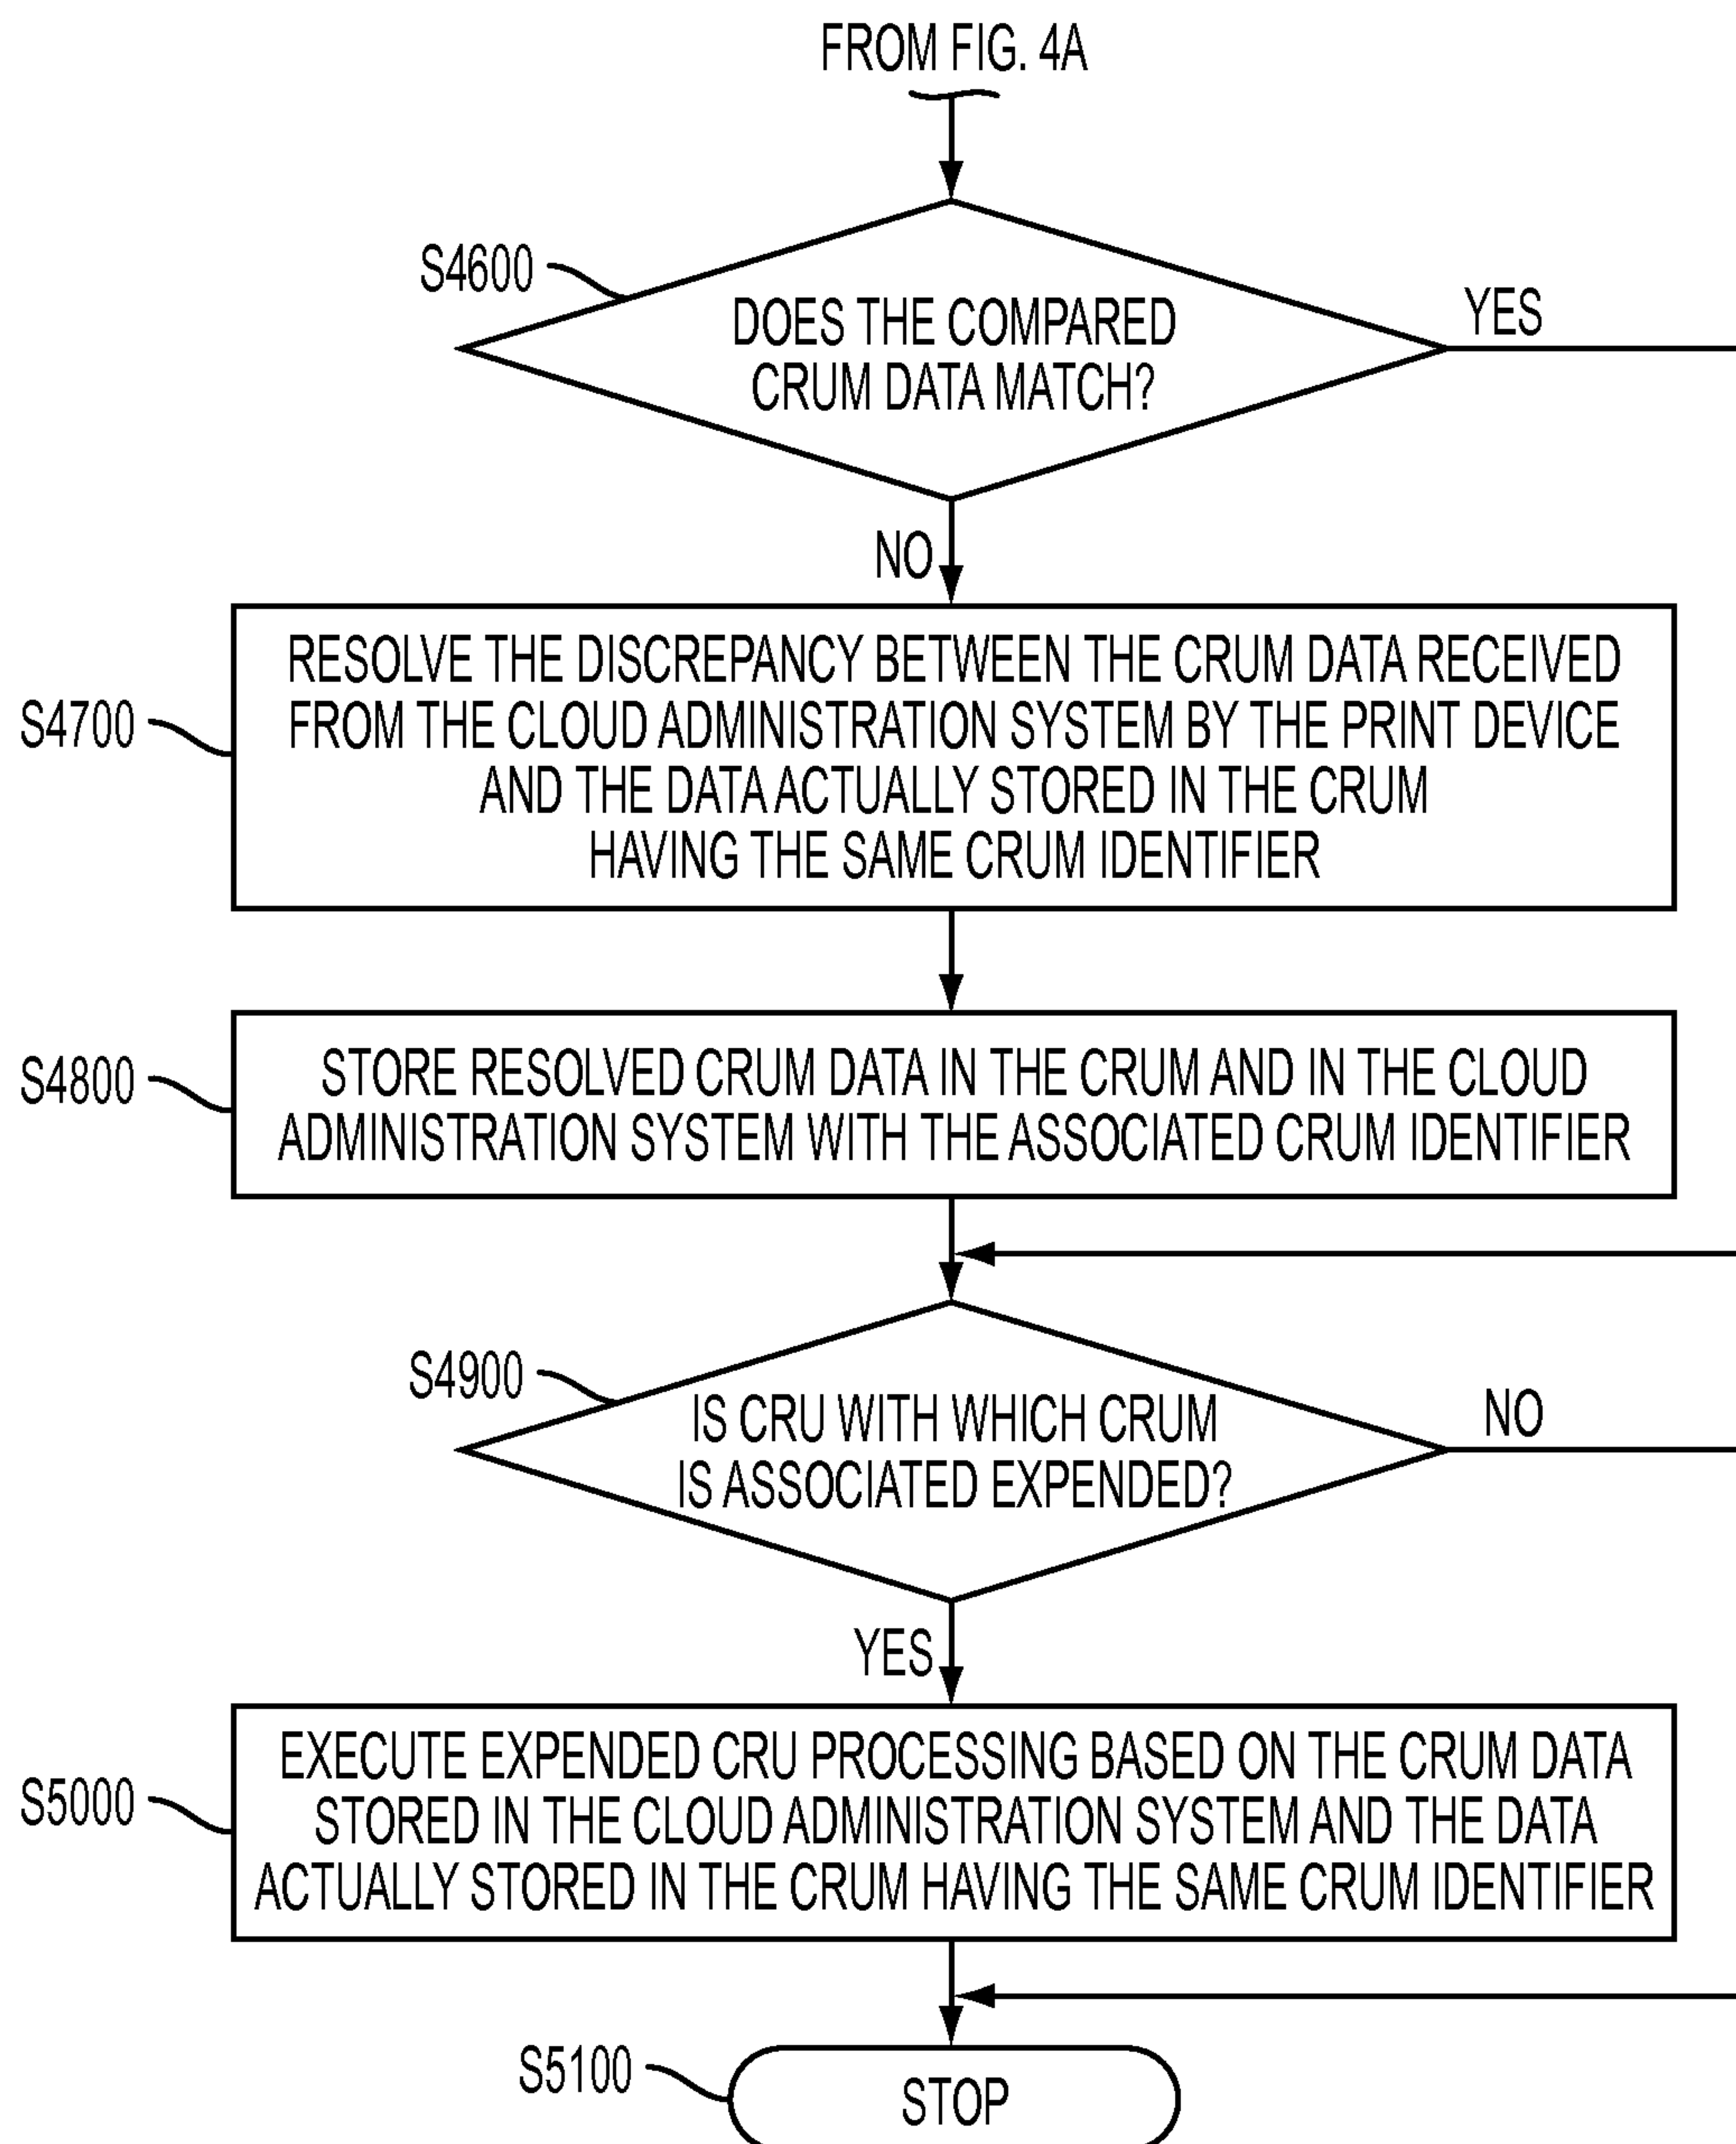 FROM FIG. 4A
S4600
DOES THE COMPARED
CRUM DATA MATCH?
YES
NO
S4700
RESOLVE THE DISCREPANCY BETWEEN THE CRUM DATA RECEIVED
FROM THE CLOUD ADMINISTRATION SYSTEM BY THE PRINT DEVICE
AND THE DATA ACTUALLY STORED IN THE CRUM
HAVING THE SAME CRUM IDENTIFIER
S4800
STORE RESOLVED CRUM DATA IN THE CRUM AND IN THE CLOUD
ADMINISTRATION SYSTEM WITH THE ASSOCIATED CRUM IDENTIFIER
S4900
IS CRU WITH WHICH CRUM
IS ASSOCIATED EXPENDED?
NO
YES
S5000
EXECUTE EXPENDED CRU PROCESSING BASED ON THE CRUM DATA
STORED IN THE CLOUD ADMINISTRATION SYSTEM AND THE DATA
ACTUALLY STORED IN THE CRUM HAVING THE SAME CRUM IDENTIFIER
S5100
STOP